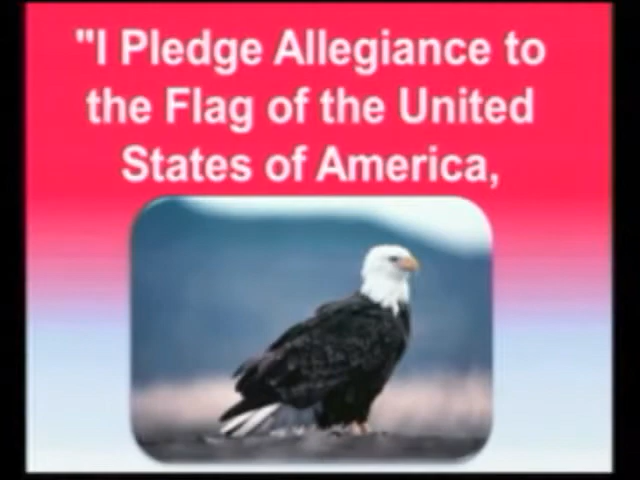 "I Pledge Allegiance to
the Flag of the United
States of America,